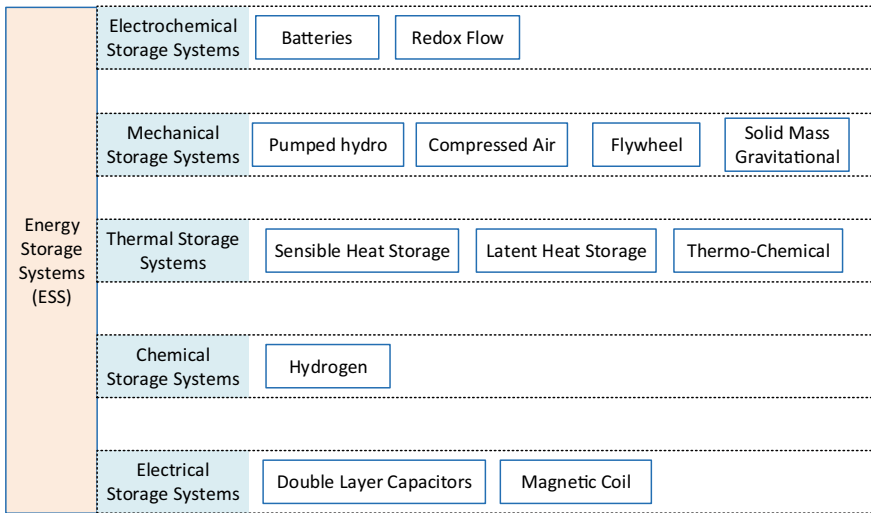 Energy
Storage
Systems
(ESS)
Electrochemical
Storage Systems
Batteries
Redox Flow
Mechanical
Storage Systems
Pumped hydro
Compressed Air
Flywheel
Solid Mass
Gravitational
Thermal Storage
Systems
Sensible Heat Storage
Latent Heat Storage
Thermo-Chemical
Chemical
Storage Systems
Hydrogen
Electrical
Storage Systems
Double Layer Capacitors
Magnetic Coil